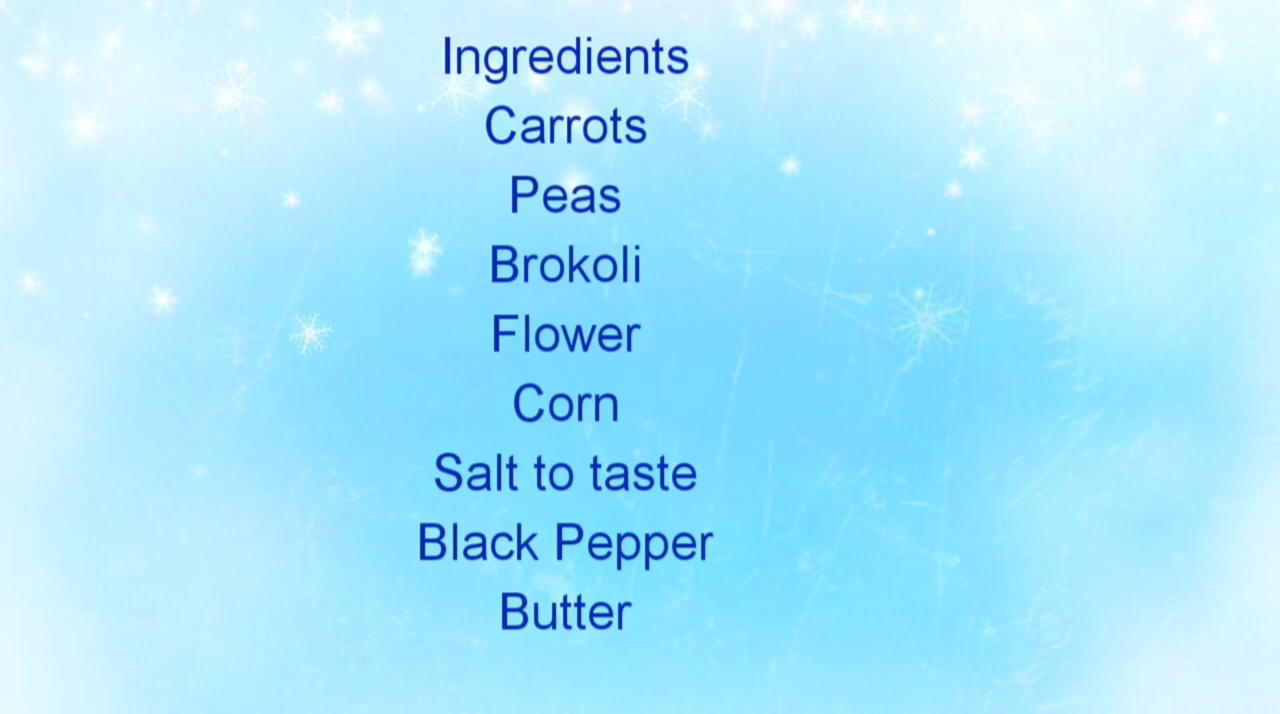 Ingredients
Carrots
Peas
Brokoli
Flower
Corn
Salt to taste
Black Pepper
Butter